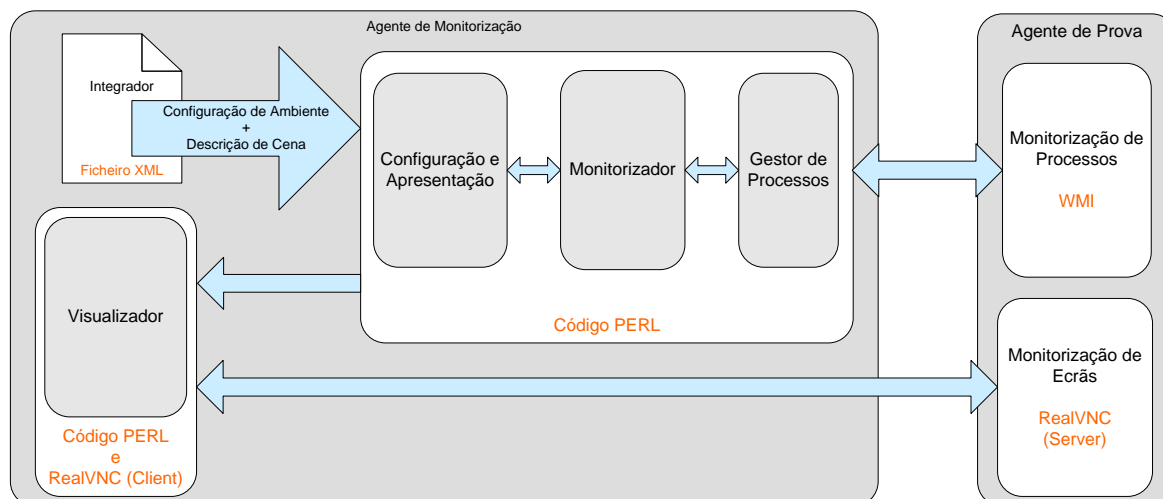 Agente de Monitorização
Integrador
Ficheiro XML
Configuração de Ambiente
+
Descrição de Cena
Configuração e
Apresentação
Monitorizador
Gestor de
Processos
Código PERL
Visualizador
Código PERL
e
RealVNC (Client)
Agente de Prova
Monitorização de
Processos
WMI
Monitorização de
Ecrãs
RealVNC
(Server)